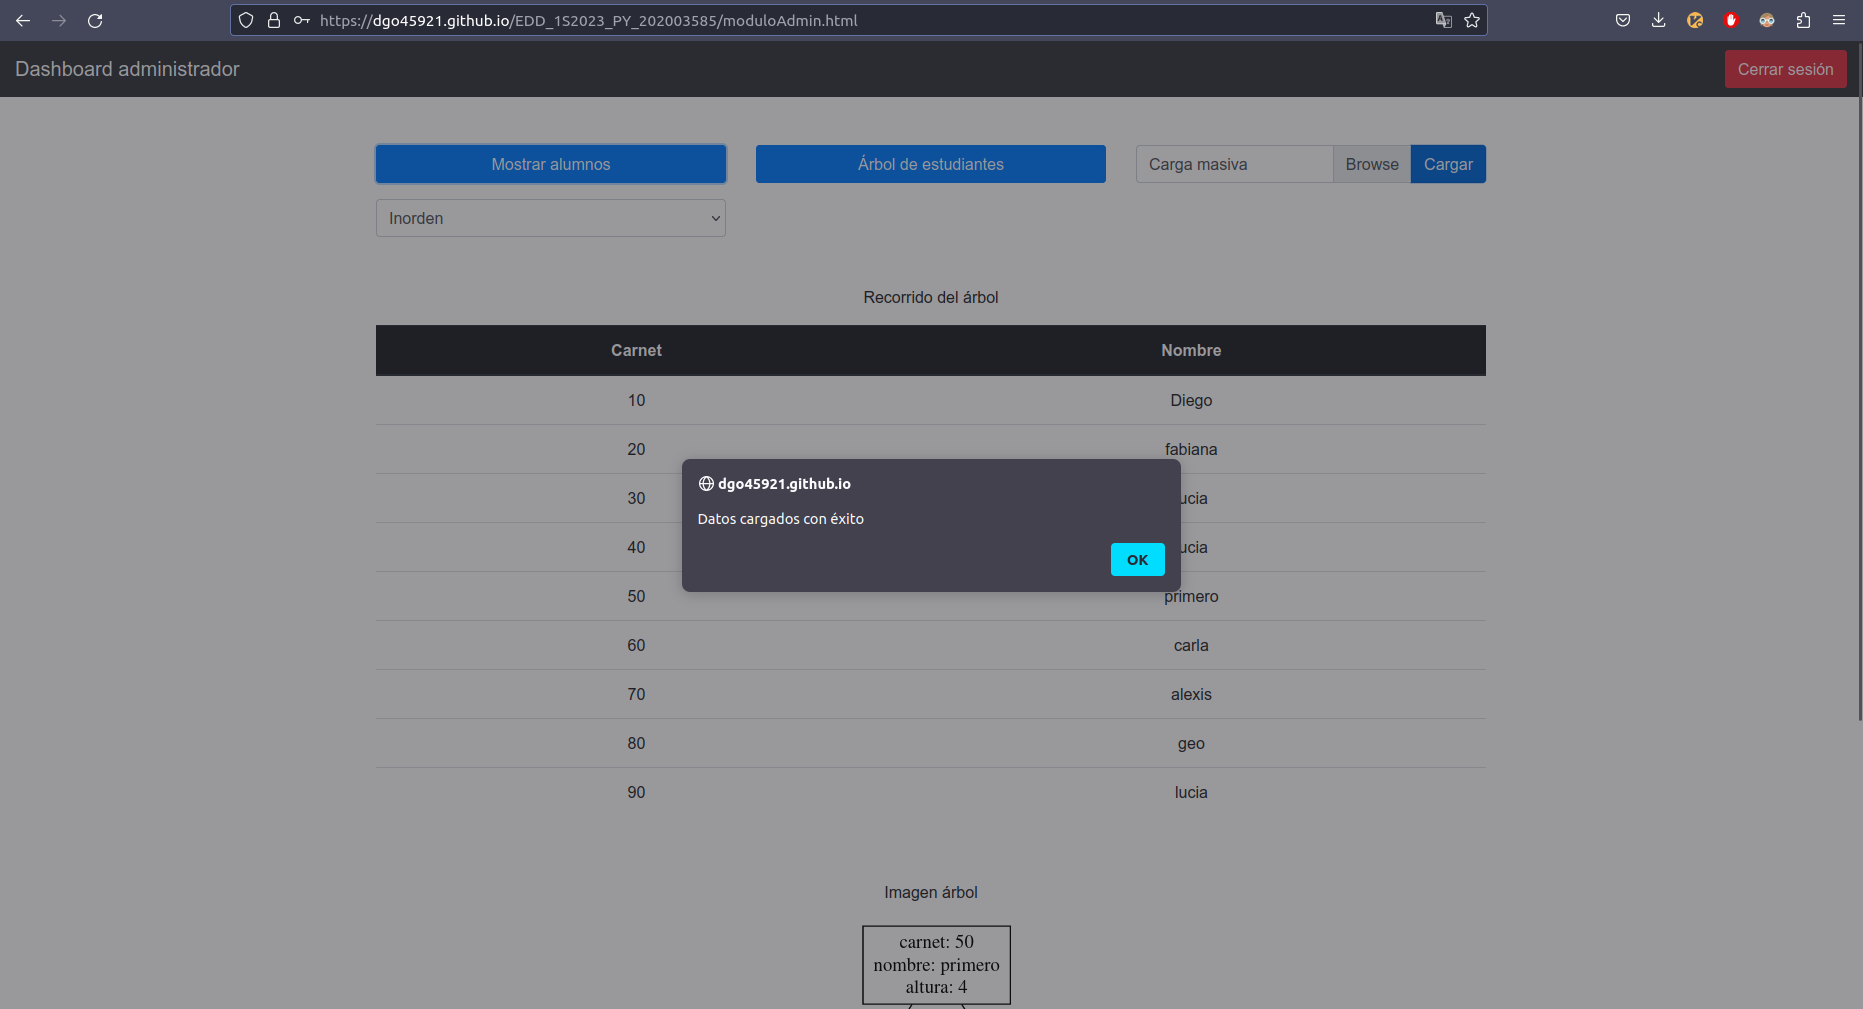 https://dgo45921.github.io/EDD_1S2023_PY_202003585/moduloAdmin.html
Dashboard administrador
Cerrar sesión
Mostrar alumnos
Árbol de estudiantes
Carga masiva
Browse
Cargar
Inorden
Recorrido del árbol
Carnet Nombre
10 Diego
20 fabiana
dgo45921.github.io
30 ucia
Datos cargados con éxito
40 ucia
OK
50 primero
60 carla
70 alexis
80 geo
90 lucia
Imagen árbol
carnet: 50
nombre: primero
altura: 4